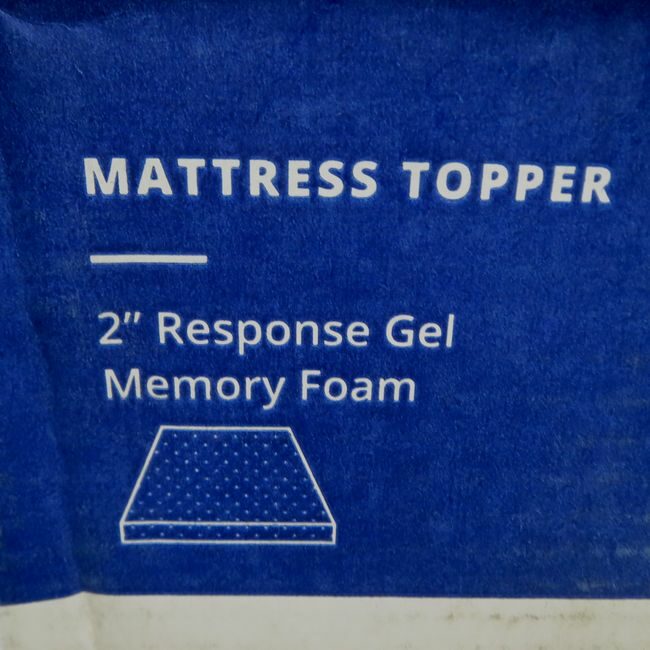 MATTRESS TOPPER
2” Response Gel
Memory Foam